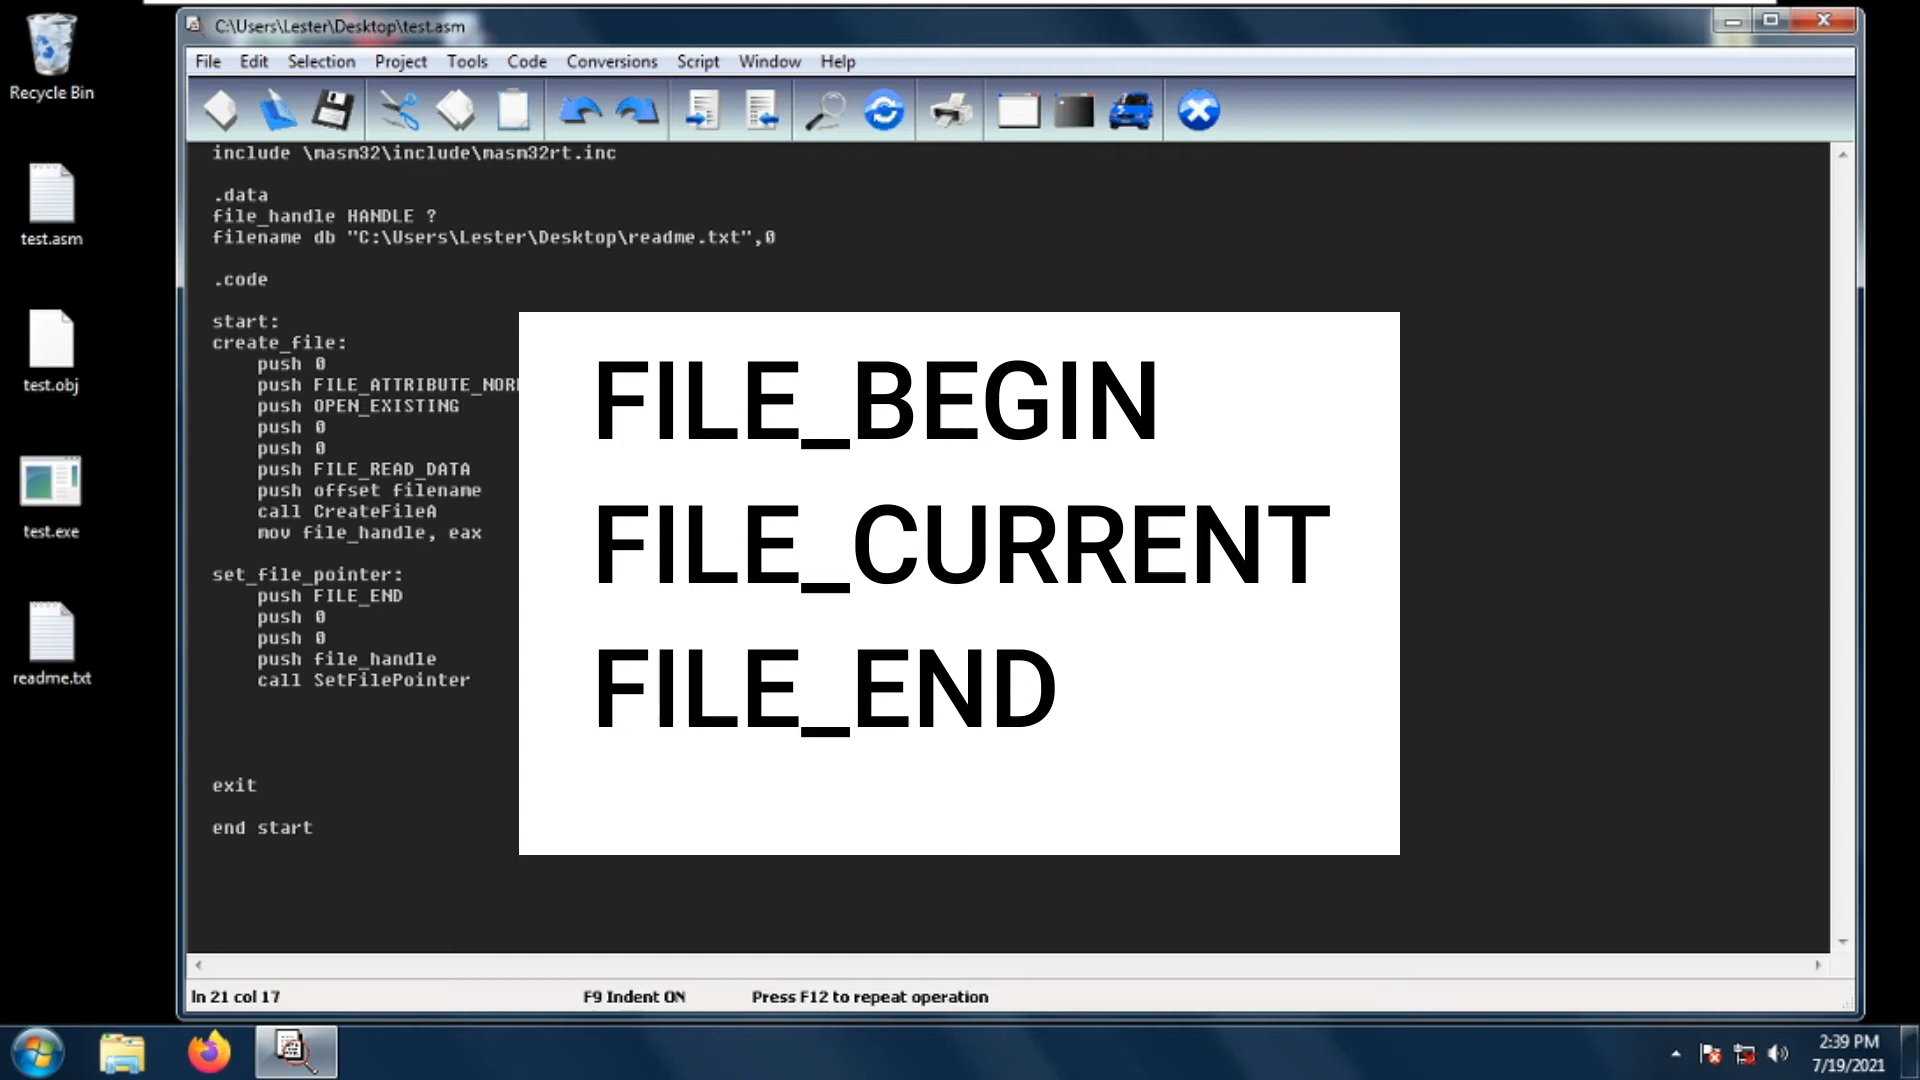 C:\Users\Lester\Desktop\test.asm
File Edit Selection Project Tools Code Conversions Script Window Help
Recycle Bin
test.asm
test.obj
test.exe
readme.txt
include \masm32\include\masm32rt.inc
.data
file_handle HANDLE ?
filename db "C:\Users\Lester\Desktop\readme.txt",0
.code
start:
create_file:
push 0
push FILE_ATTRIBUTE_NOR
push OPEN_EXISTING
push 0
push 0
push FILE_READ_DATA
push offset filename
call CreateFileA
mov file_handle, eax
set_file_pointer:
push FILE_END
push 0
push 0
push file_handle
call SetFilePointer
exit
end start
FILE_BEGIN
FILE_CURRENT
FILE_END
ln 21 col 17 F9 Indent ON Press F12 to repeat operation
2:39 PM
7/19/2021